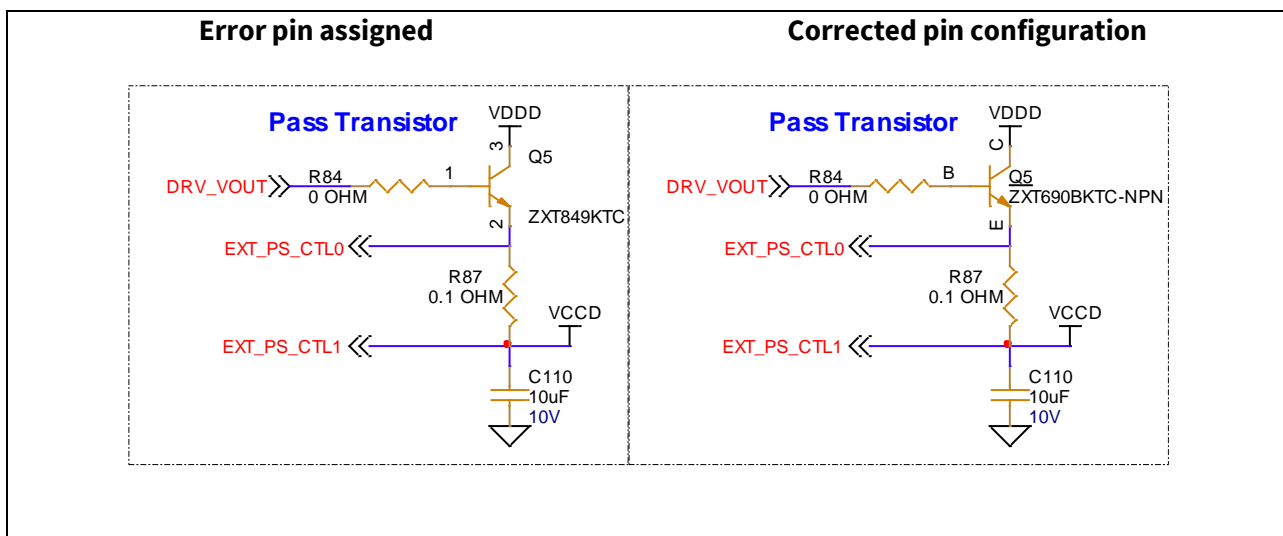 Error pin assigned
Corrected pin configuration
Pass Transistor
VDDD
3
Q5
DRV_VOUT
R84
0 OHM
1
ZXT849KTC
2
EXT_PS_CTL0
R87
0.1 OHM
VCCD
EXT_PS_CTL1
C110
10uF
10V
Pass Transistor
VDDD
C
Q5
DRV_VOUT
R84
0 OHM
B
ZXT690BKTC-NPN
E
EXT_PS_CTL0
R87
0.1 OHM
VCCD
EXT_PS_CTL1
C110
10uF
10V